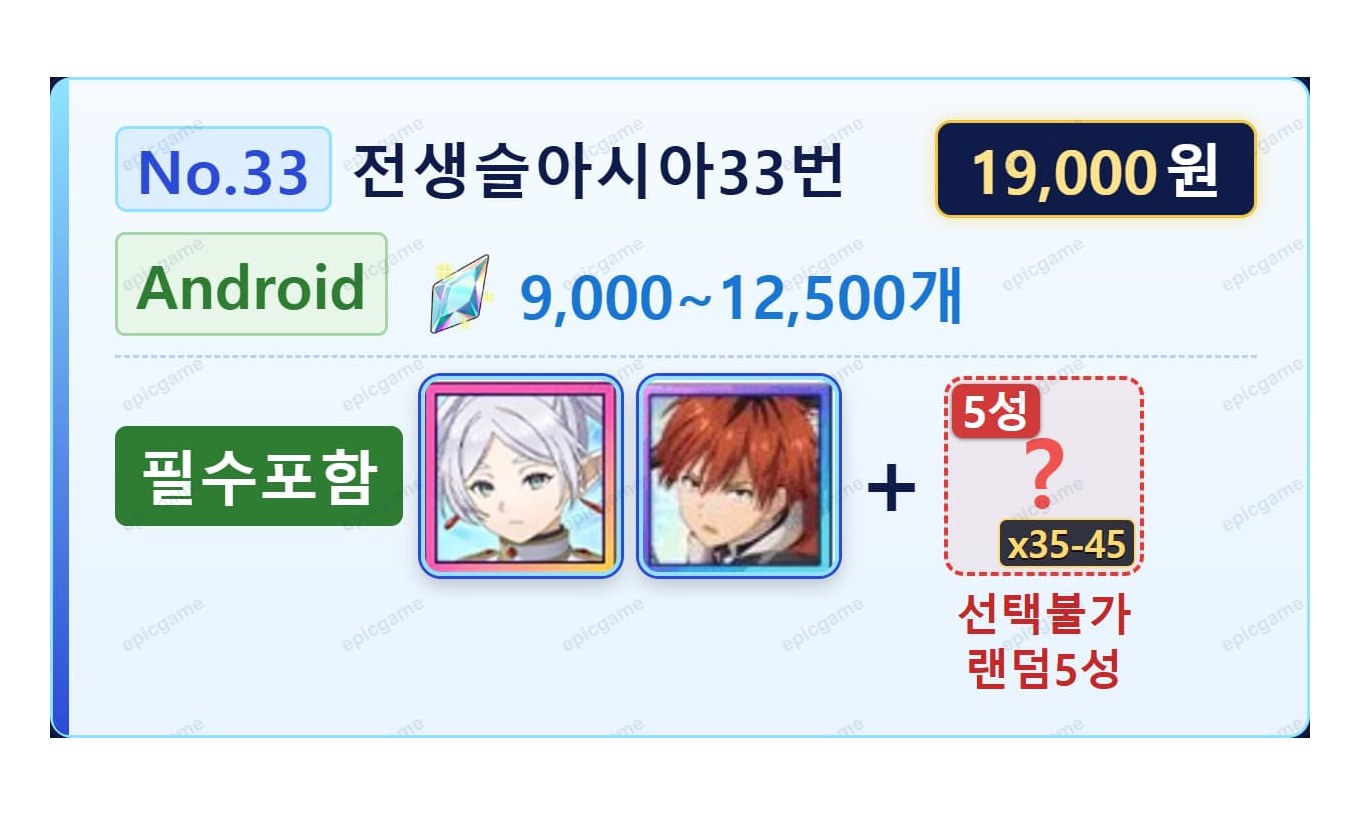 No.33 전생슬아시아33번 19,000원
Android 9,000~12,500개
필수포함 + 5성 ? x35-45
선택불가
랜덤5성
epicgame